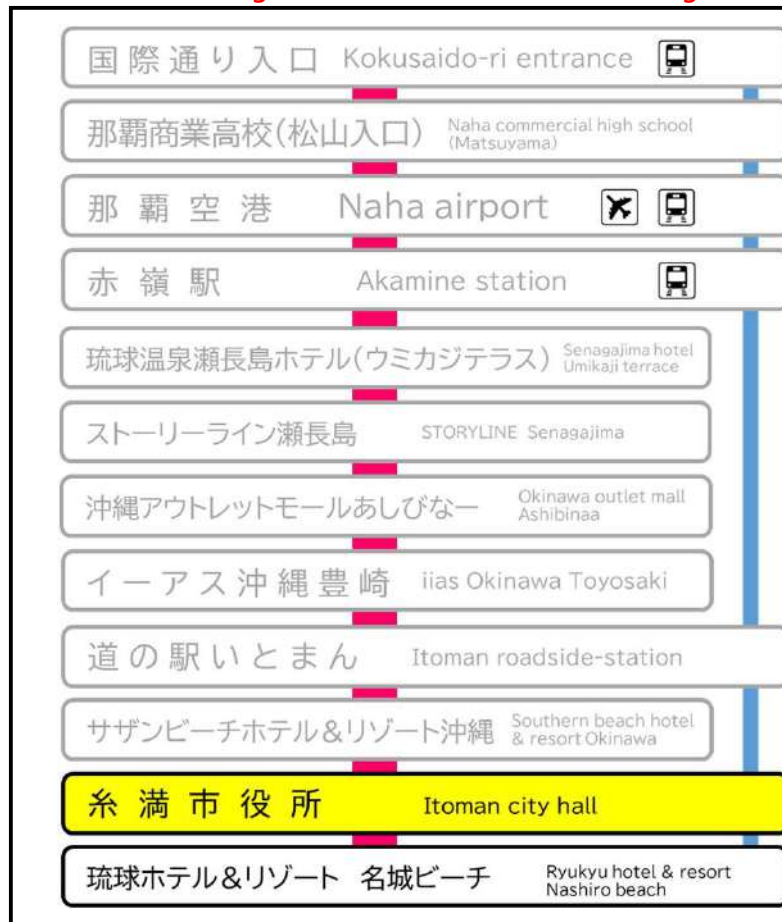 国際通り入口 Kokusaido-ri entrance
那覇商業高校(松山入口) Naha commercial high school
(Matsuyama)
那覇空港 Naha airport
赤嶺駅 Akamine station
琉球温泉瀬長島ホテル(ウミカジテラス) Senagajima hotel
Umikaji terrace
ストーリーライン瀬長島 STORYLINE Senagajima
沖縄アウトレットモールあしびなー Okinawa outlet mall
Ashibinaa
イーアス沖縄豊崎 iias Okinawa Toyosaki
道の駅いとまん Itoman roadside-station
サザンビーチホテル&リゾート沖縄 Southern beach hotel
& resort Okinawa
糸満市役所 Itoman city hall
琉球ホテル&リゾート 名城ビーチ Ryukyu hotel & resort
Nashiro beach